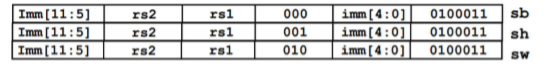 Imm[11:5] rs2 rs1 000 imm[4:0] 0100011 sb
Imm[11:5] rs2 rs1 001 imm[4:0] 0100011 sh
Imm[11:5] rs2 rs1 010 imm[4:0] 0100011 sw